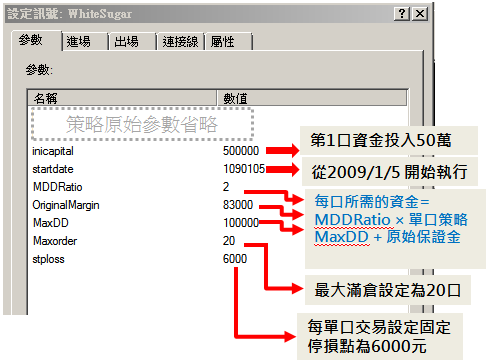 設定訊號: WhiteSugar
參數 進場 出場 連接線 屬性
參數:
名稱 數值
策略原始參數省略
inicapital 500000
startdate 1090105
MDDRatio 2
OriginalMargin 83000
MaxDD 100000
Maxorder 20
stploss 6000
第1口資金投入50萬
從2009/1/5 開始執行
每口所需的資金=
MDDRatio × 單口策略
MaxDD + 原始保證金
最大滿倉設定為20口
每單口交易設定固定
停損點為6000元